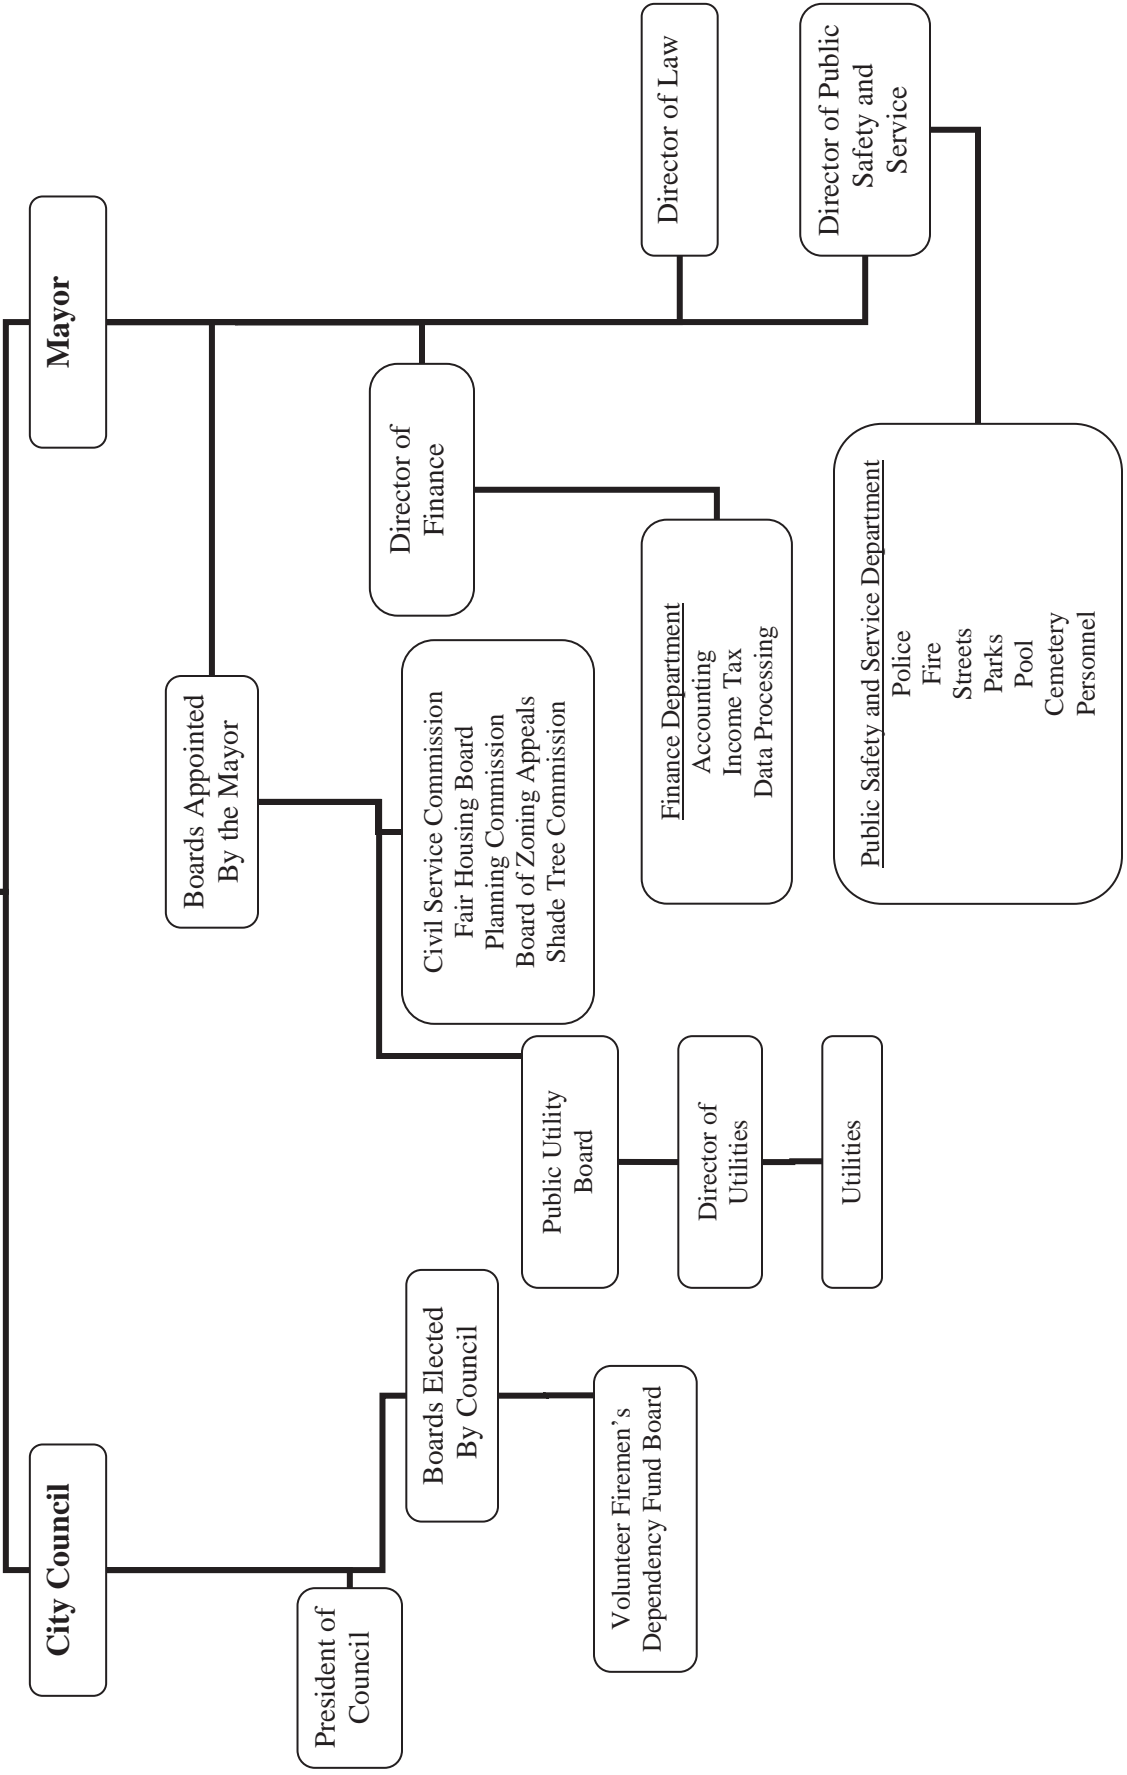 City Council
Mayor
Boards Appointed
By the Mayor
President of
Council
Boards Elected
By Council
Volunteer Firemen's
Dependency Fund Board
Public Utility
Board
Director of
Utilities
Utilities
Civil Service Commission
Fair Housing Board
Planning Commission
Board of Zoning Appeals
Shade Tree Commission
Director of
Finance
Finance Department
Accounting
Income Tax
Data Processing
Director of Law
Director of Public
Safety and
Service
Public Safety and Service Department
Police
Fire
Streets
Parks
Pool
Cemetery
Personnel